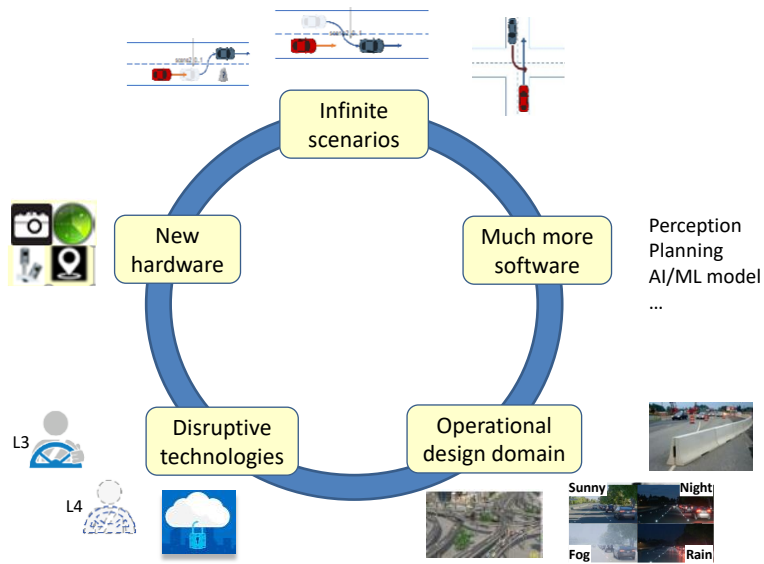 Infinite
scenarios
New
hardware
Much more
software
Perception
Planning
AI/ML model
…
Disruptive
technologies
Operational
design domain
L3
L4
Sunny
Night
Fog
Rain